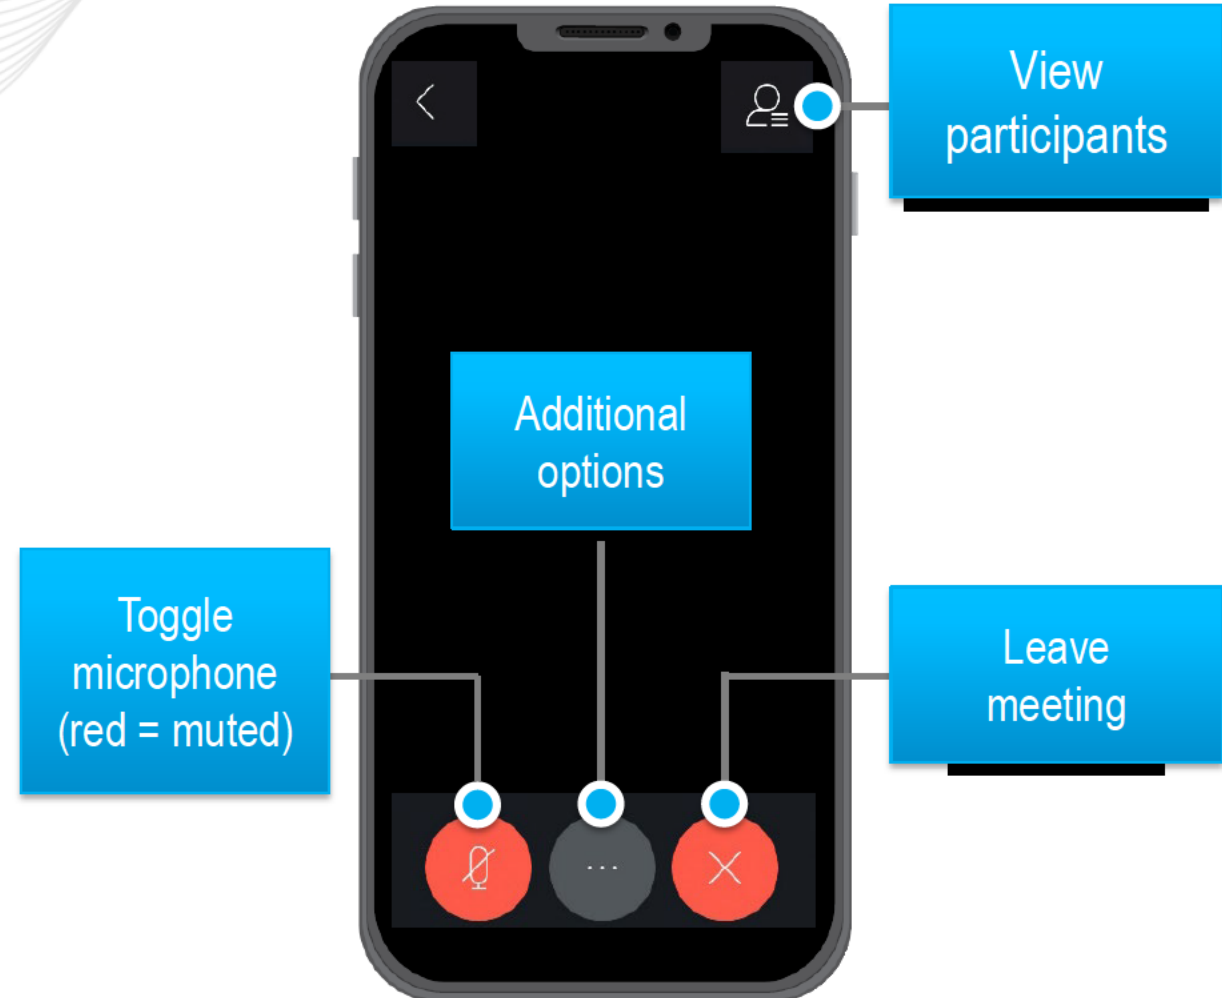 View
participants
Additional
options
Toggle
microphone
(red = muted)
Leave
meeting